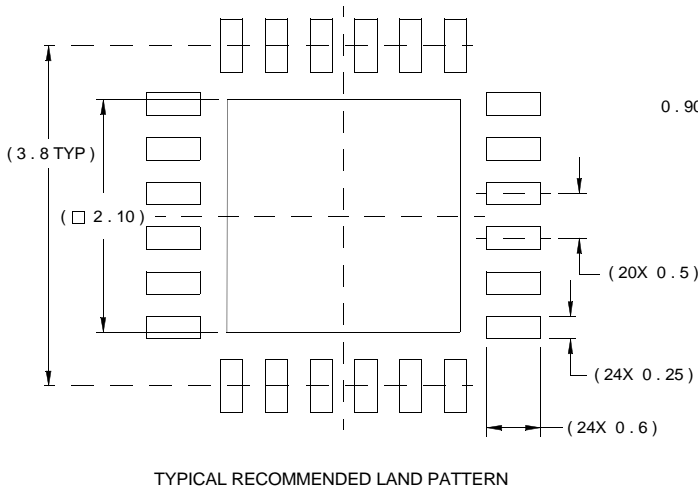 0.90
( 3 . 8 TYP )
( □ 2 . 10 )
( 20X 0 . 5 )
( 24X 0 . 25 )
( 24X 0 . 6 )
TYPICAL RECOMMENDED LAND PATTERN